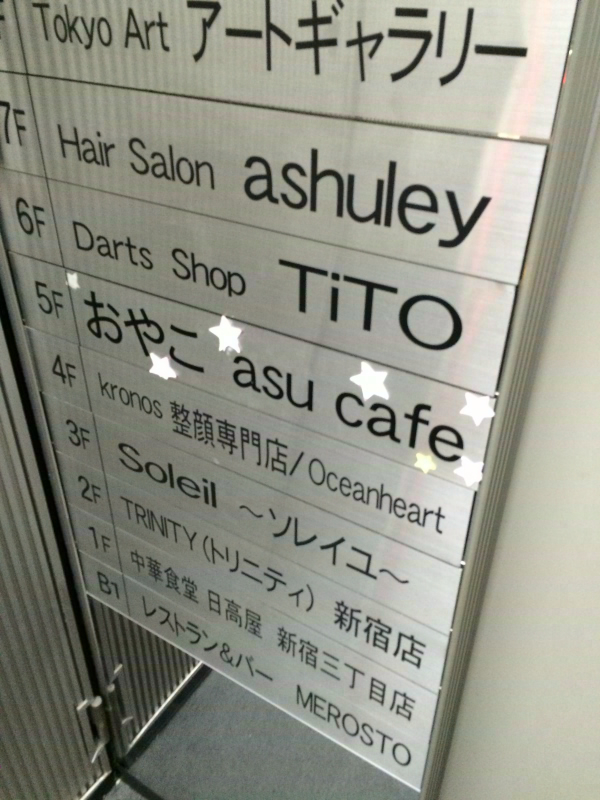 Tokyo Art アートギャラリー
7F Hair Salon ashuley
6F Darts Shop TiTO
5F おやこ asu cafe
4F kronos 整顔専門店/Oceanheart
3F Soleil ～ソレイユ～
2F TRINITY(トリニティ) 新宿店
1F 中華食堂 日高屋 新宿三丁目店
B1 レストラン&バー MEROSTO